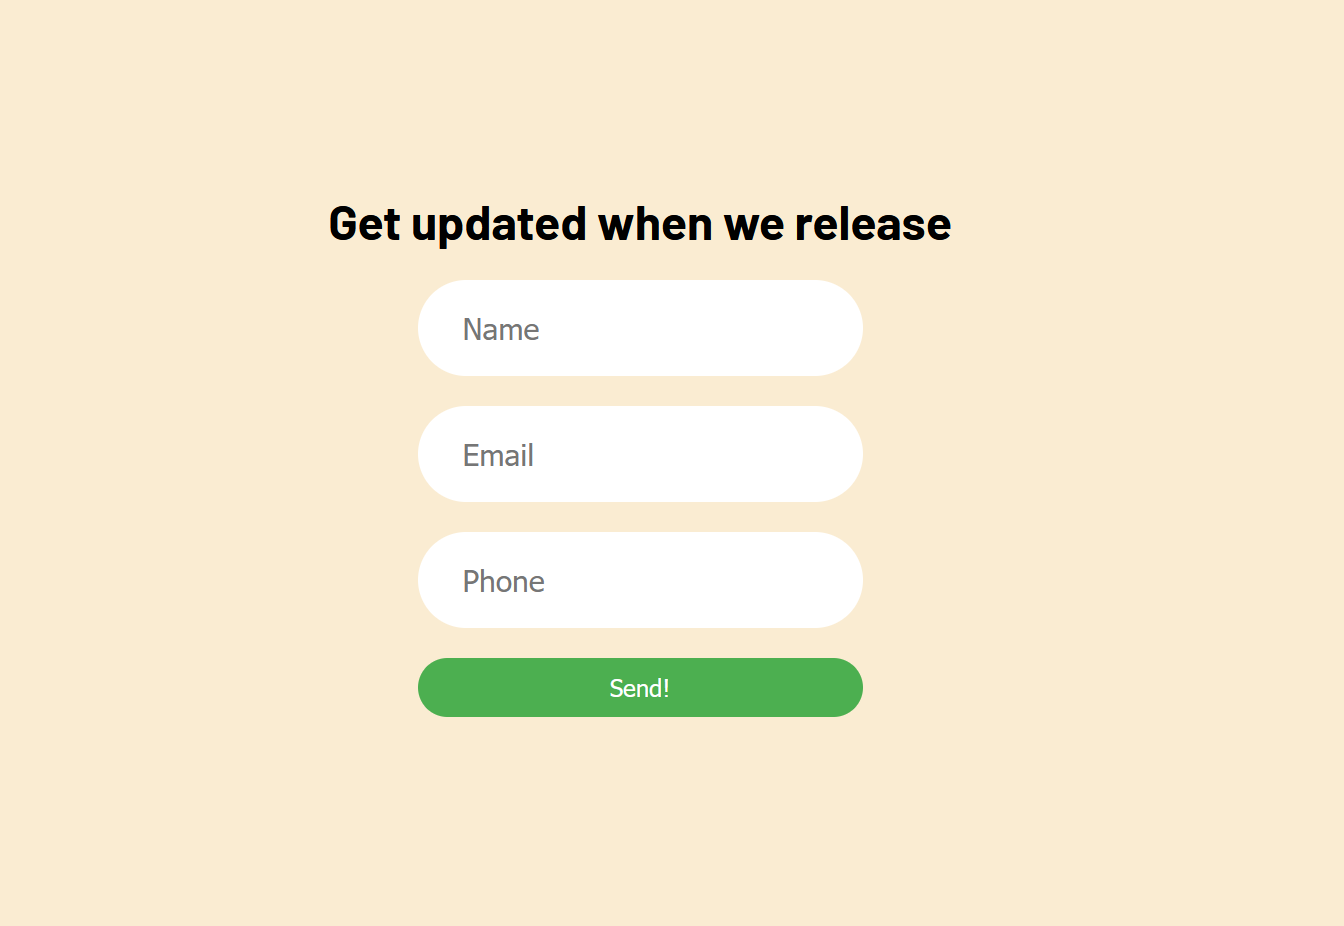 Get updated when we release
Name
Email
Phone
Send!